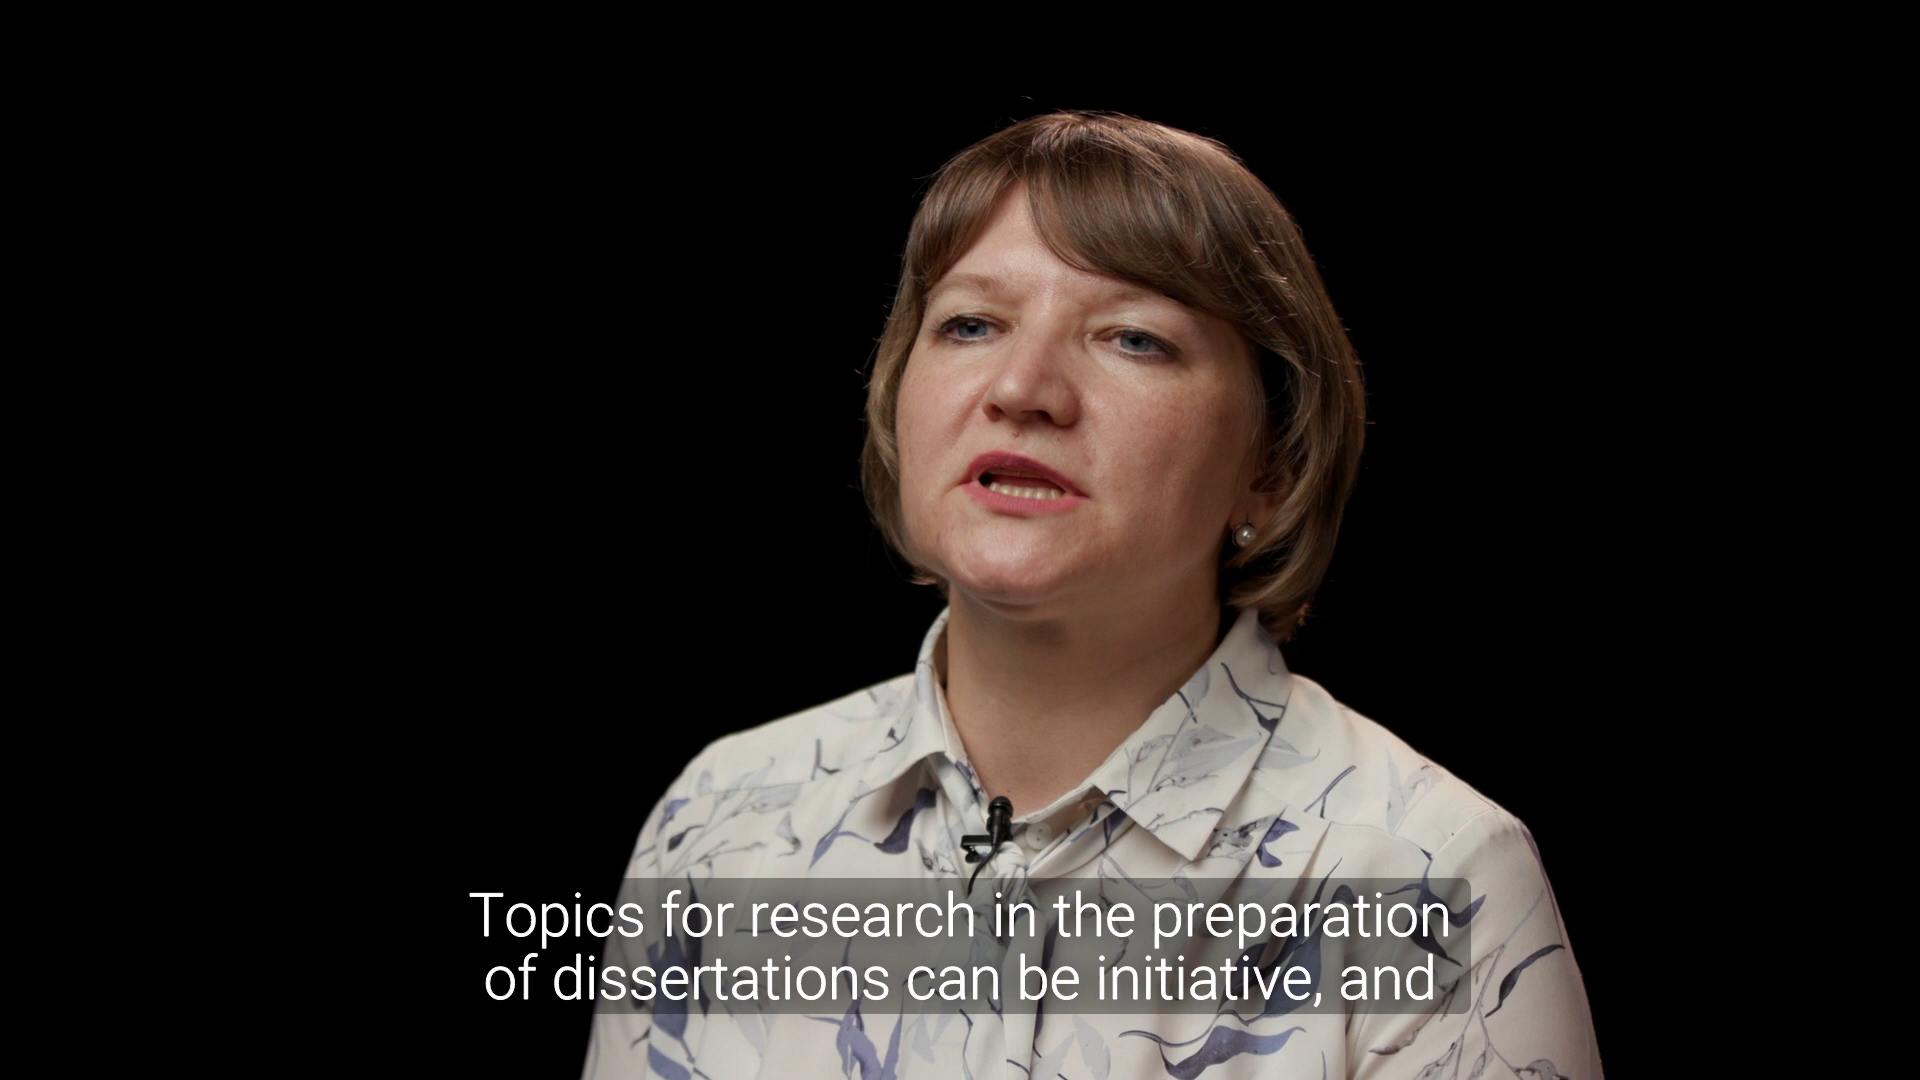 Topics for research in the preparation
of dissertations can be initiative, and